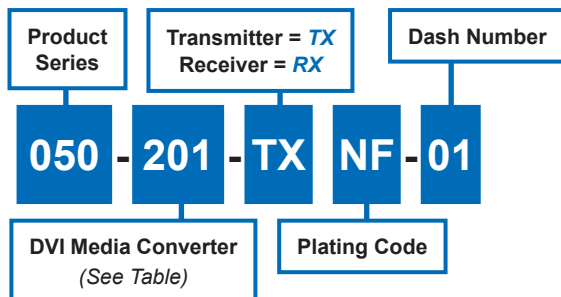 Product
Series
Transmitter = TX
Receiver = RX
Dash Number
050 - 201 - TX NF - 01
DVI Media Converter
(See Table)
Plating Code